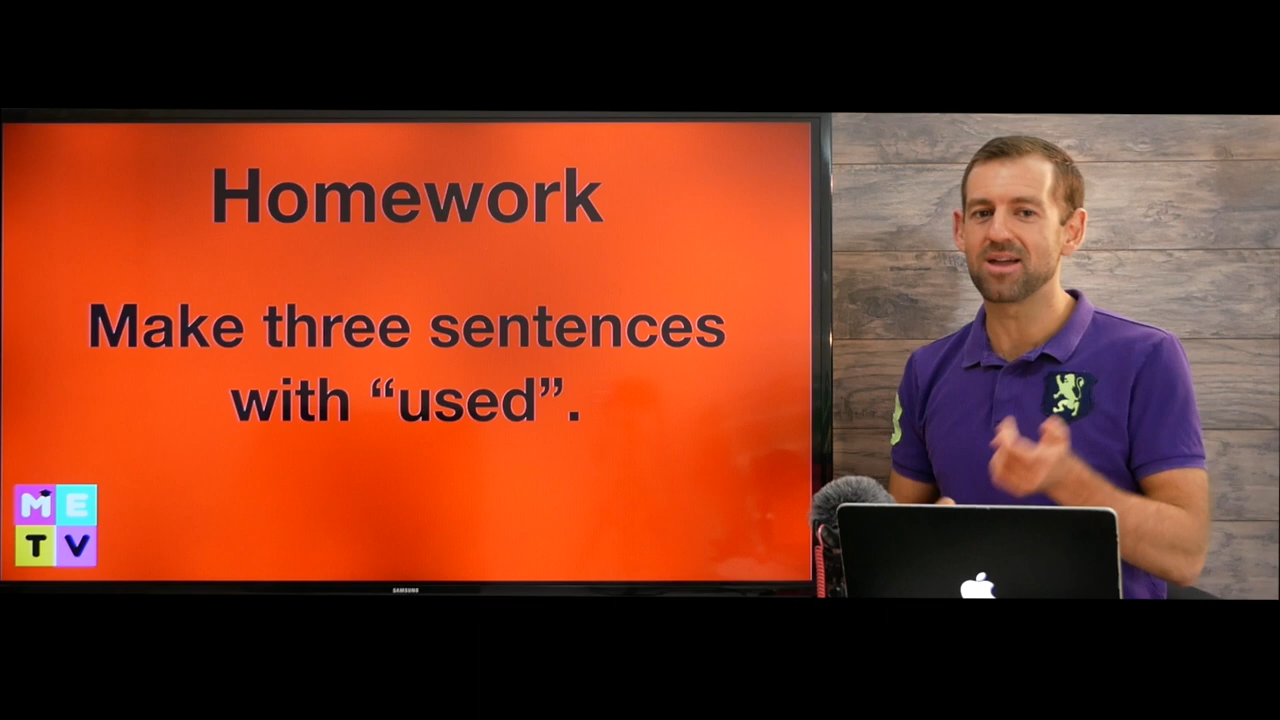 Homework
Make three sentences
with “used”.
M E
T V
SAMSUNG